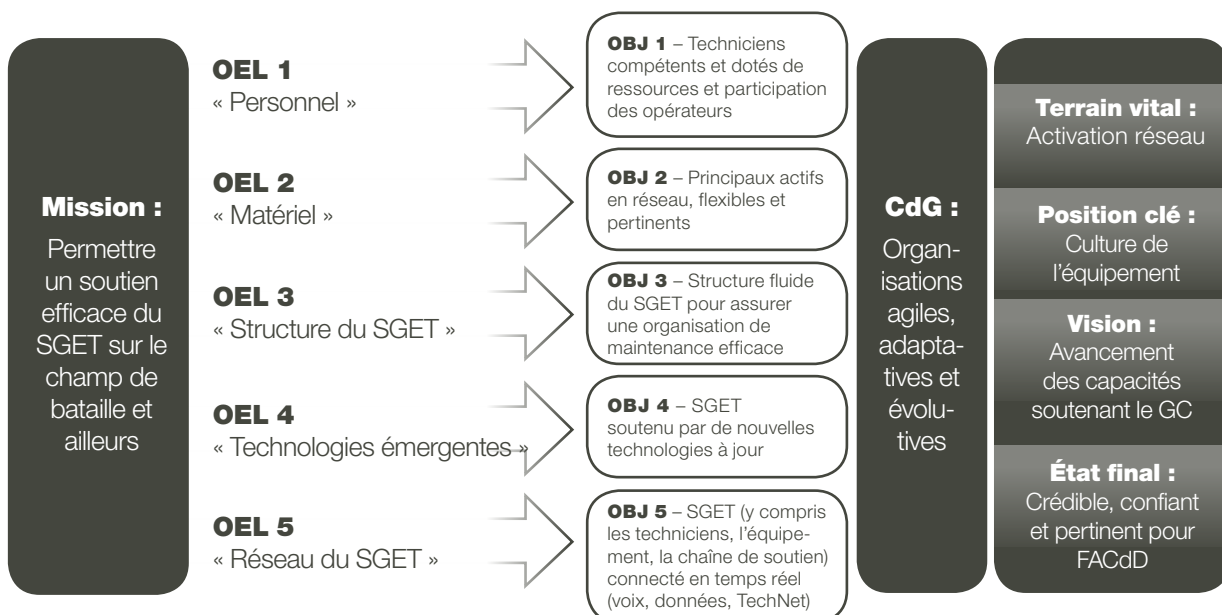 Mission :
Permettre
un soutien
efficace du
SGET sur le
champ de
bataille et
ailleurs
OEL 1
« Personnel »
OBJ 1 – Techniciens
compétents et dotés de
ressources et participation
des opérateurs
OEL 2
« Matériel »
OBJ 2 – Principaux actifs
en réseau, flexibles et
pertinents
OEL 3
« Structure du SGET »
OBJ 3 – Structure fluide
du SGET pour assurer
une organisation de
maintenance efficace
OEL 4
« Technologies émergentes »
OBJ 4 – SGET
soutenu par de nouvelles
technologies à jour
OEL 5
« Réseau du SGET »
OBJ 5 – SGET (y compris
les techniciens, l'équipe-
ment, la chaîne de soutien)
connecté en temps réel
(voix, données, TechNet)
CdG :
Organ-
isations
agiles,
adapta-
tives et
évolu-
tives
Terrain vital :
Activation réseau
Position clé :
Culture de
l'équipement
Vision :
Avancement
des capacités
soutenant le GC
État final :
Crédible, confiant
et pertinent pour
FACdD